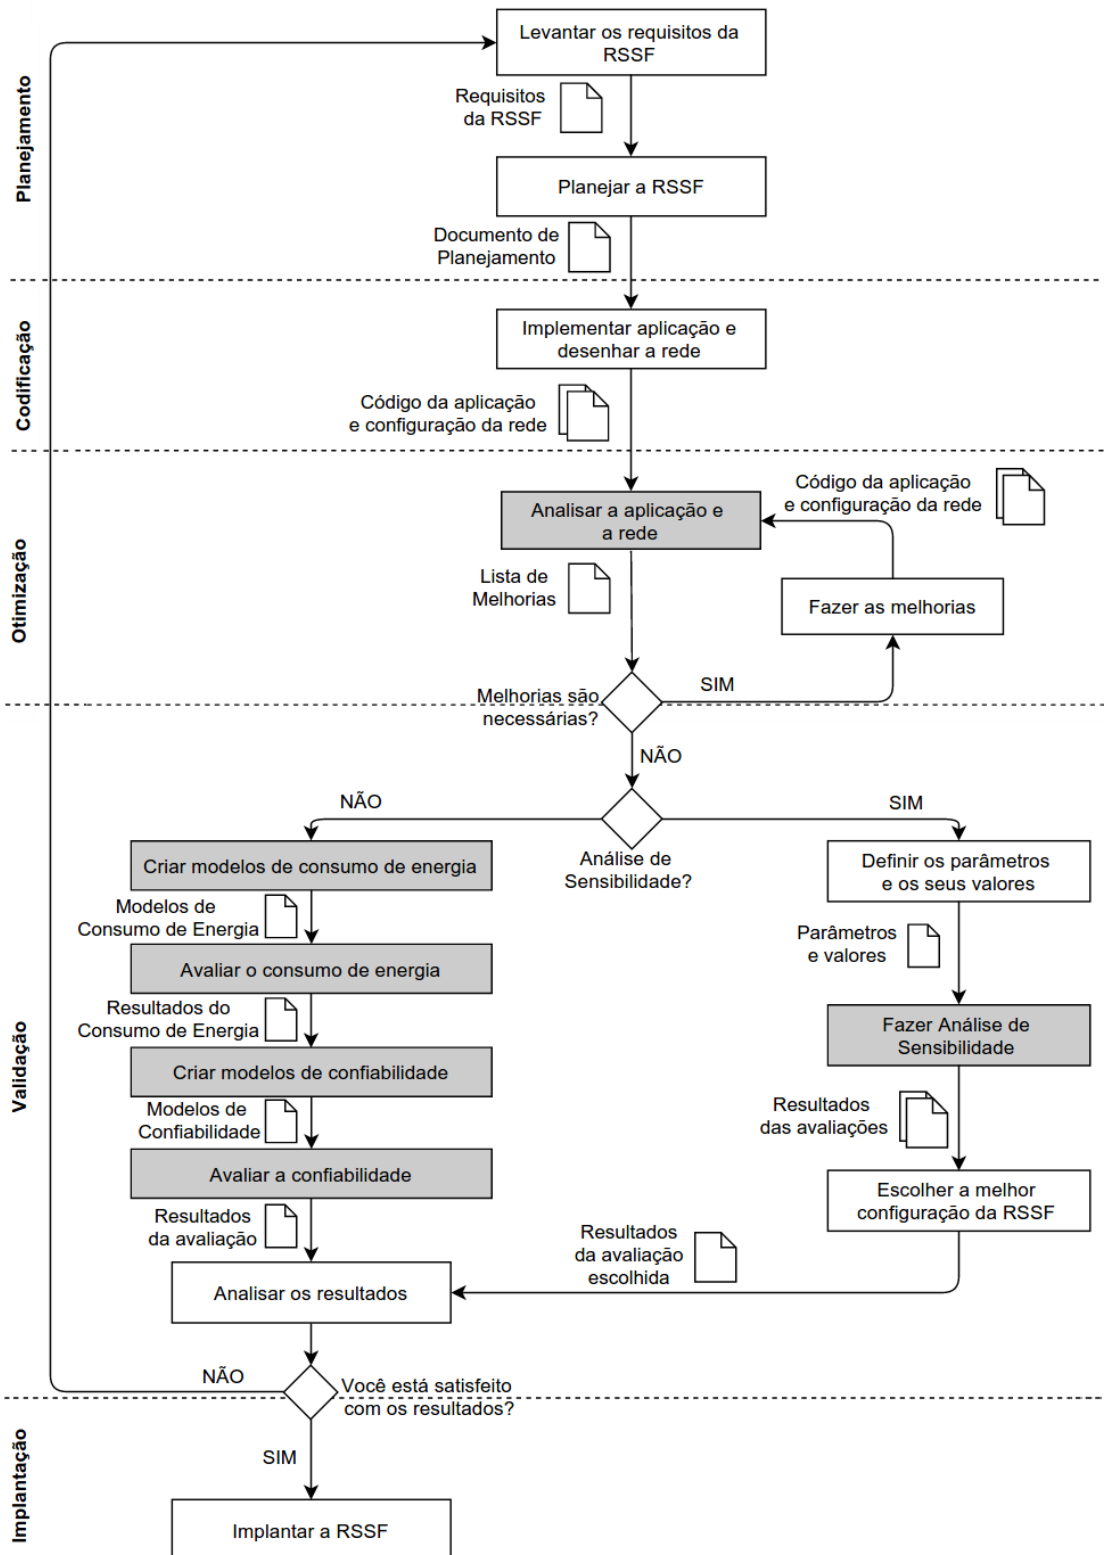 Planejamento
Levantar os requisitos da
RSSF
Requisitos
da RSSF
Planejar a RSSF
Documento de
Planejamento
Codificação
Implementar aplicação e
desenhar a rede
Código da aplicação
e configuração da rede
Otimização
Analisar a aplicação e
a rede
Código da aplicação
e configuração da rede
Lista de
Melhorias
Fazer as melhorias
Melhorias são
necessárias?
SIM
NÃO
Validação
NÃO
SIM
Análise de
Sensibilidade?
Criar modelos de consumo de energia
Modelos de
Consumo de Energia
Avaliar o consumo de energia
Resultados do
Consumo de Energia
Criar modelos de confiabilidade
Modelos de
Confiabilidade
Avaliar a confiabilidade
Resultados
da avaliação
Definir os parâmetros
e os seus valores
Parâmetros
e valores
Fazer Análise de
Sensibilidade
Resultados
das avaliações
Escolher a melhor
configuração da RSSF
Resultados
da avaliação
escolhida
Analisar os resultados
NÃO
Você está satisfeito
com os resultados?
Implantação
SIM
Implantar a RSSF